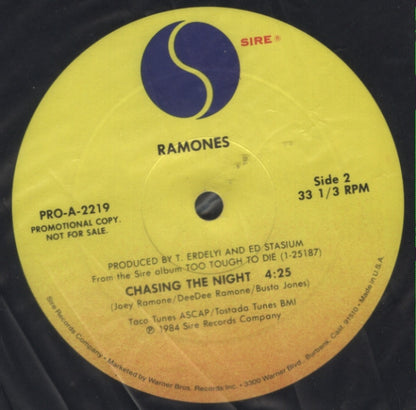 SIRE ®
RAMONES
PRO-A-2219
PROMOTIONAL COPY.
NOT FOR SALE.
Side 2
33 1/3 RPM
PRODUCED BY T. ERDELYI AND ED STASIUM
From the Sire album TOO TOUGH TO DIE (1-25187)
CHASING THE NIGHT 4:25
(Joey Ramone/DeeDee Ramone/Busta Jones)
Taco Tunes ASCAP/Tostada Tunes BMI
℗ 1984 Sire Records Company
Sire Records Company • Marketed by Warner Bros. Records Inc. • 3300 Warner Blvd., Burbank, Calif. 91510 • Made in U.S.A.